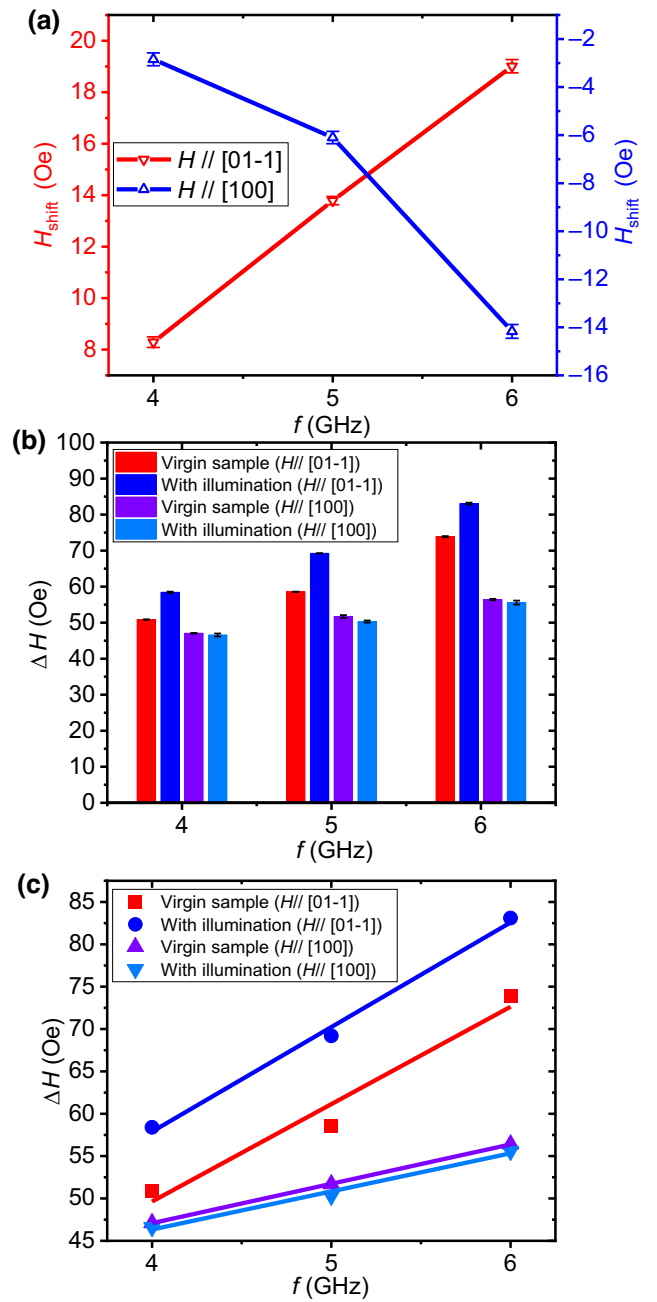 (a)
20
18
16
14
12
10
8
H_shift (Oe)
H // [01-1]
H // [100]
−2
−4
−6
−8
−10
−12
−14
−16
H_shift (Oe)
4 5 6
f (GHz)
(b)
100
90
80
70
60
50
40
30
20
10
0
Δ H (Oe)
Virgin sample (H// [01-1])
With illumination (H// [01-1])
Virgin sample (H// [100])
With illumination (H// [100])
4 5 6
f (GHz)
(c)
85
80
75
70
65
60
55
50
45
ΔH (Oe)
Virgin sample (H// [01-1])
With illumination (H// [01-1])
Virgin sample (H// [100])
With illumination (H// [100])
4 5 6
f (GHz)